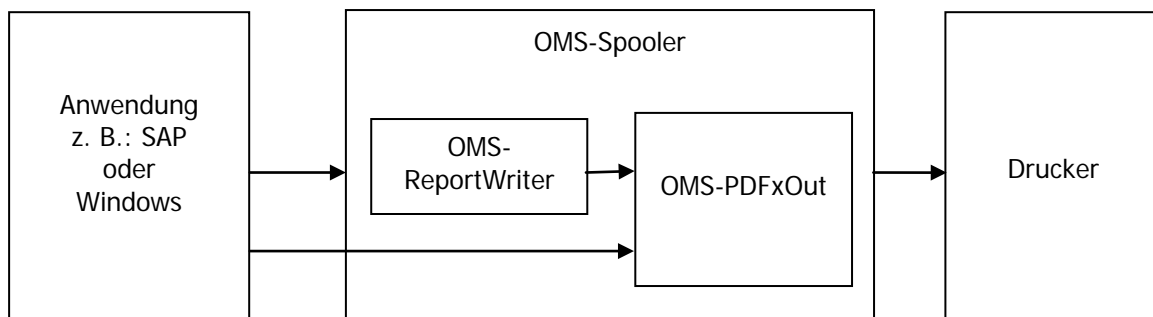 Anwendung
z. B.: SAP
oder
Windows
OMS-Spooler
OMS-
ReportWriter
OMS-PDFxOut
Drucker